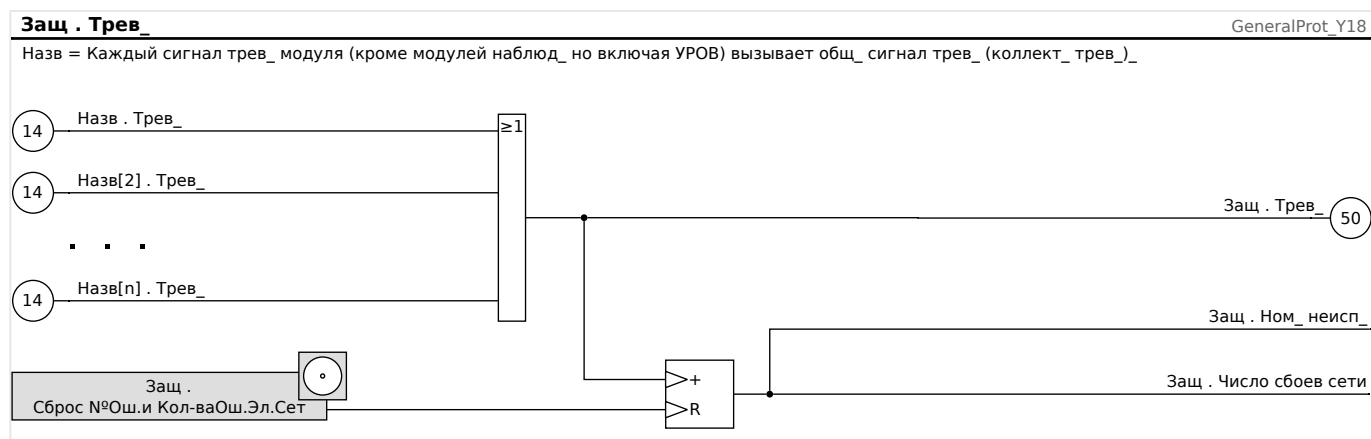 Защ . Трев_
GeneralProt_Y18
Назв = Каждый сигнал трев_ модуля (кроме модулей наблюд_ но включая УРОВ) вызывает общ_ сигнал трев_ (коллект_ трев_)_
14
Назв . Трев_
≥1
14
Назв[2] . Трев_
Защ . Трев_
50
14
Назв[n] . Трев_
Защ . Ном_ неисп_
Защ .
Сброс №Ош.и Кол-ваОш.Эл.Сет
+
R
Защ . Число сбоев сети